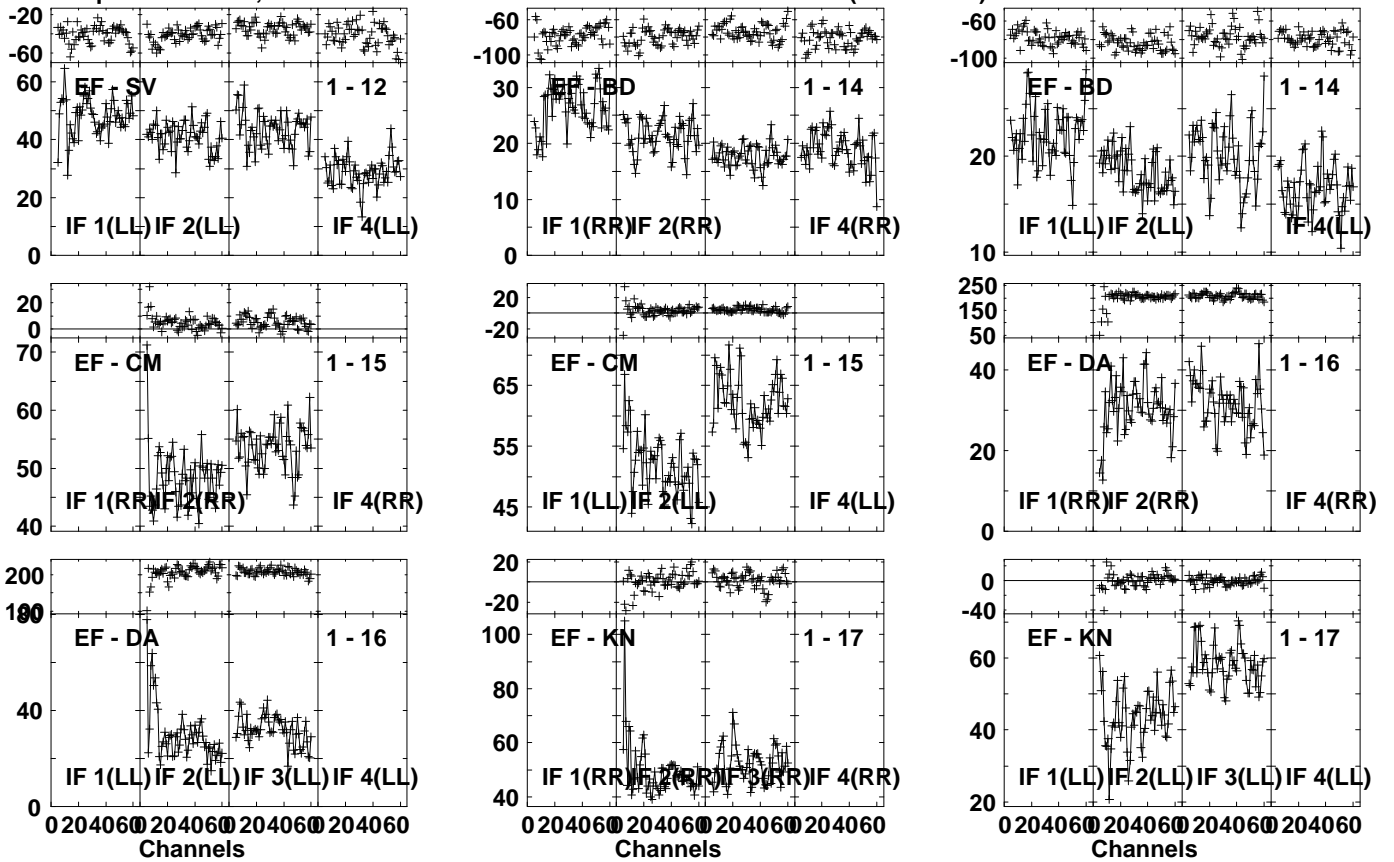 -20
-60
60
40
20
0
EF - SV 1 - 12
IF 1(LL) IF 2(LL) IF 4(LL)
-60
-100
30
20
10
0
EF - BD 1 - 14
IF 1(RR) IF 2(RR) IF 4(RR)
-60
-100
20
10
EF - BD 1 - 14
IF 1(LL) IF 2(LL) IF 4(LL)
20
0
70
60
50
40
EF - CM 1 - 15
IF 1(RR) IF 2(RR) IF 4(RR)
20
-20
65
55
45
EF - CM 1 - 15
IF 1(LL) IF 2(LL) IF 4(LL)
250
150
50
40
20
0
EF - DA 1 - 16
IF 1(RR) IF 2(RR) IF 4(RR)
200
100
80
40
0
EF - DA 1 - 16
IF 1(LL) IF 2(LL) IF 3(LL) IF 4(LL)
0 20 40 60 0 20 40 60 0 20 40 60 0 20 40 60
Channels
20
-20
100
80
60
40
EF - KN 1 - 17
IF 1(RR) IF 2(RR) IF 3(RR) IF 4(RR)
0 20 40 60 0 20 40 60 0 20 40 60 0 20 40 60
Channels
0
-40
60
40
20
EF - KN 1 - 17
IF 1(LL) IF 2(LL) IF 3(LL) IF 4(LL)
0 20 40 60 0 20 40 60 0 20 40 60 0 20 40 60
Channels